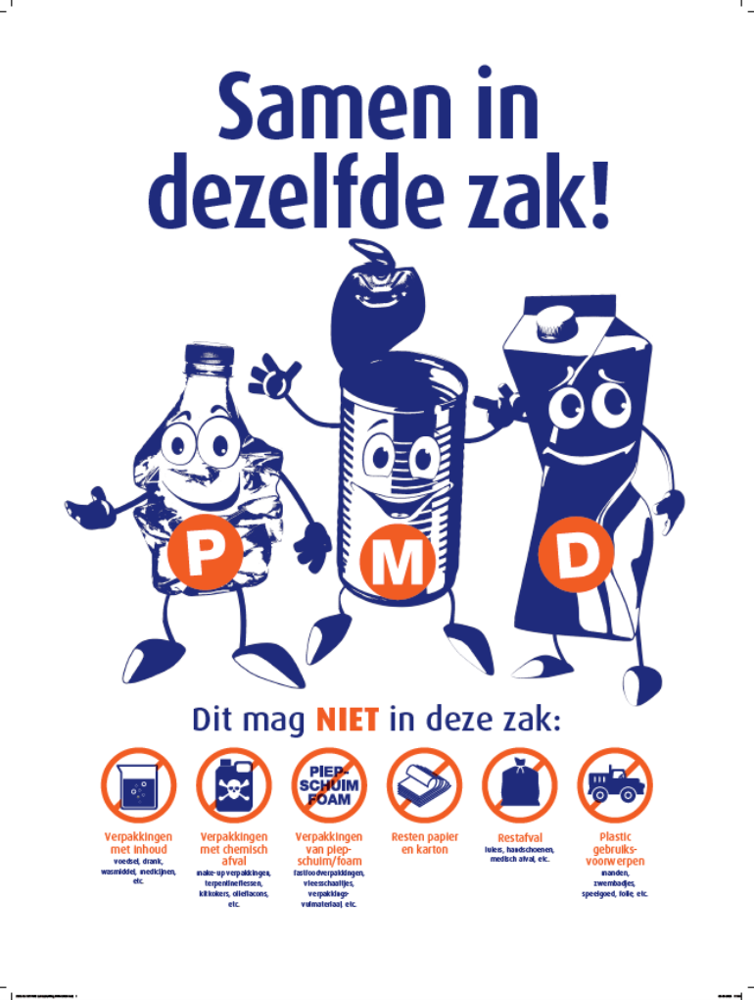 Samen in
dezelfde zak!
P
M
D
Dit mag NIET in deze zak:
PIEP-
SCHUIM
FOAM
Verpakkingen
met inhoud
voedsel, drank,
wasmiddel, medicijnen,
etc.
Verpakkingen
met chemisch
afval
make-up verpakkingen,
terpentineflessen,
kitkokers, olieflacons,
etc.
Verpakkingen
van piep-
schuim/foam
fastfoodverpakkingen,
vleesschaaltjes,
verpakkings-
vulmateriaal, etc.
Resten papier
en karton
Restafval
luiers, handschoenen,
medisch afval, etc.
Plastic
gebruiks-
voorwerpen
manden,
zwembadjes,
speelgoed, folie, etc.